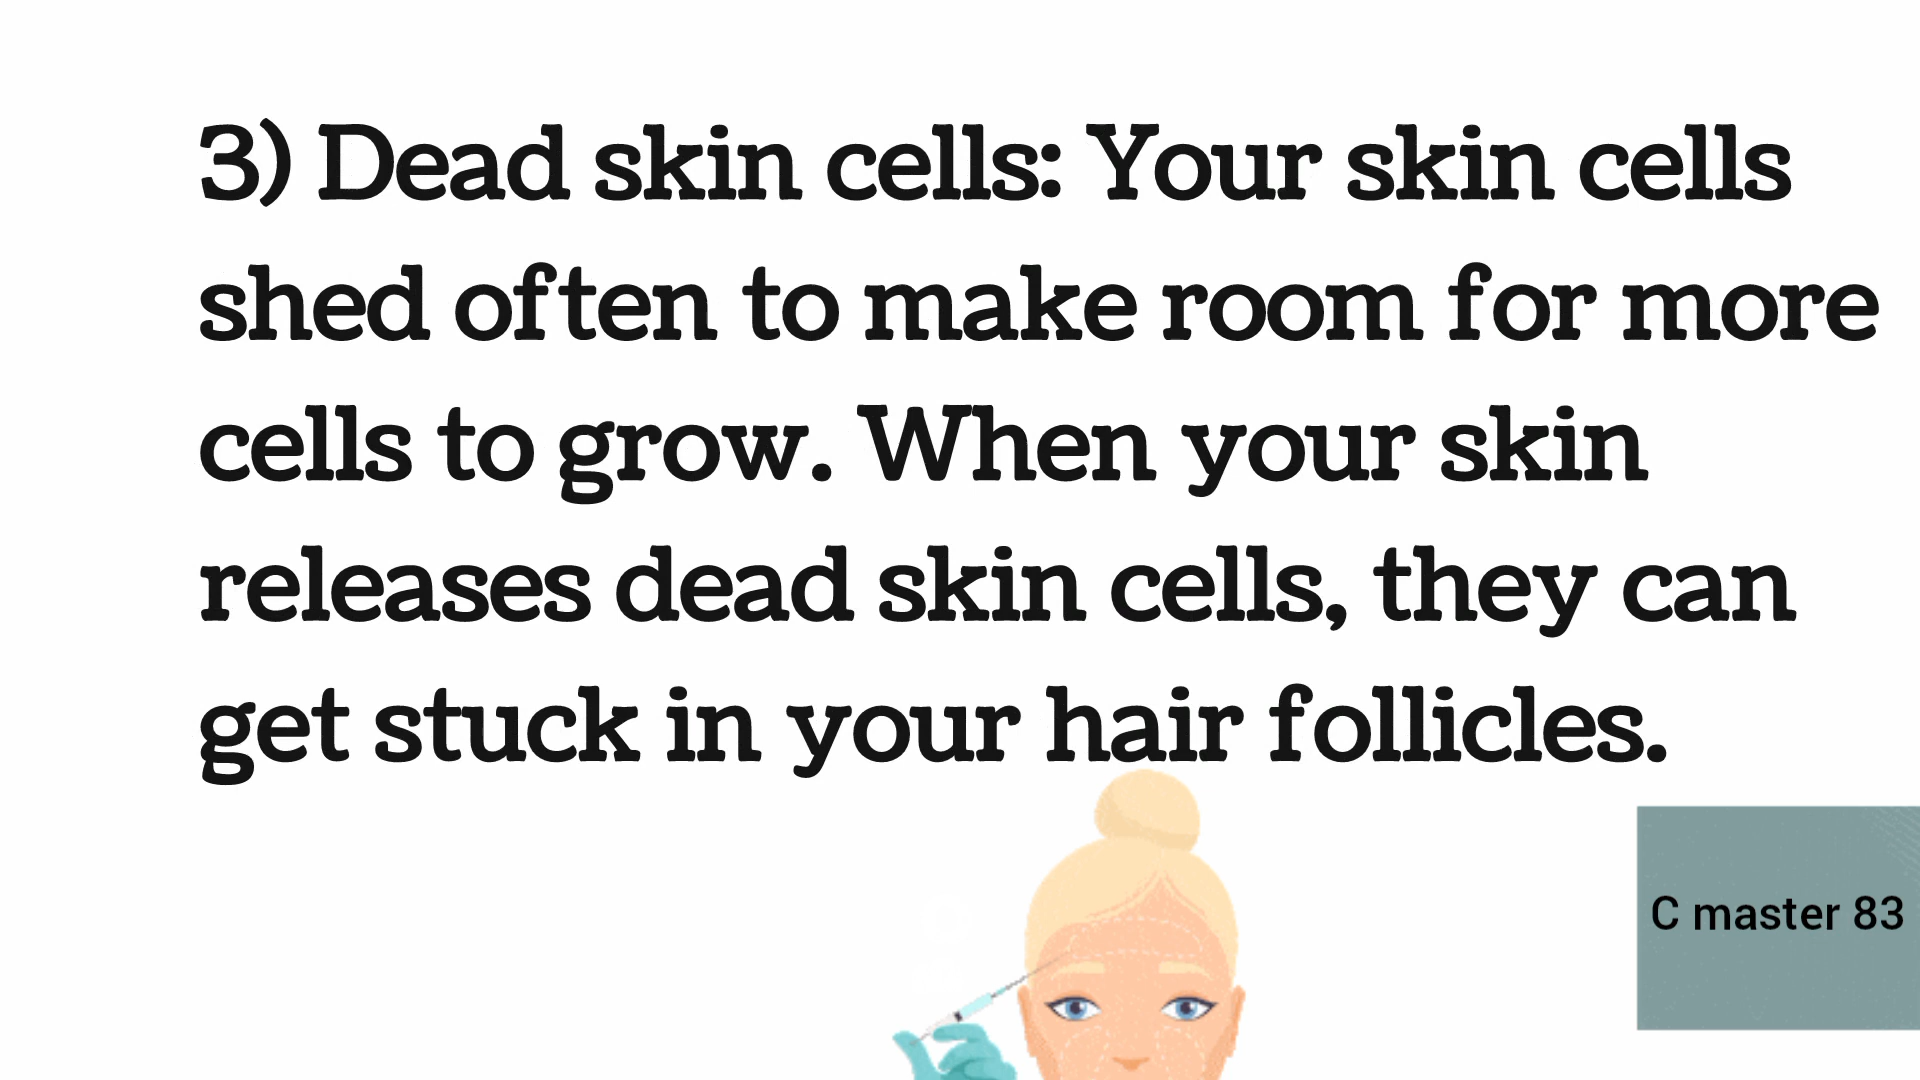 3) Dead skin cells: Your skin cells
shed often to make room for more
cells to grow. When your skin
releases dead skin cells, they can
get stuck in your hair follicles.
C master 83